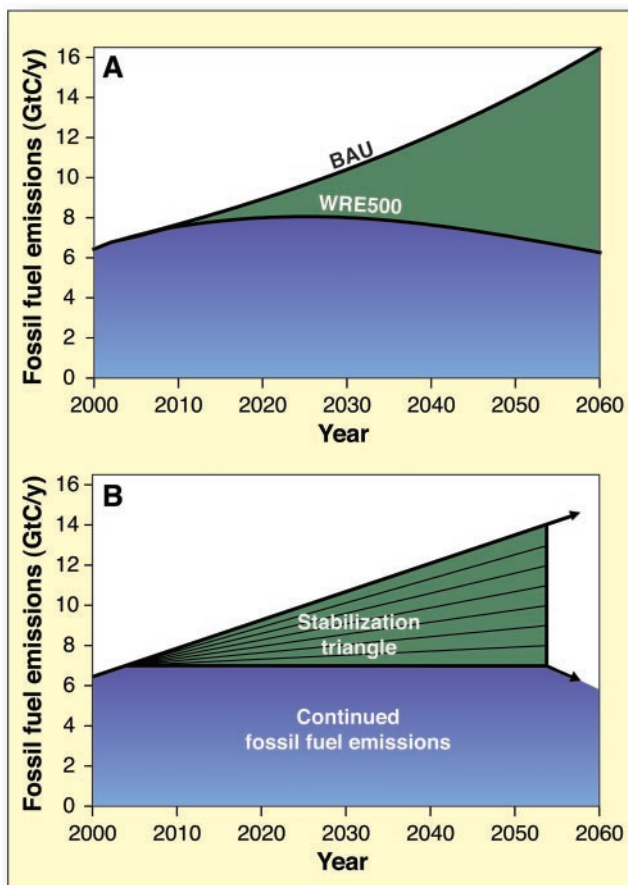 A
Fossil fuel emissions (GtC/y)
16
14
12
10
8
6
4
2
0
BAU
WRE500
2000 2010 2020 2030 2040 2050 2060
Year
B
Fossil fuel emissions (GtC/y)
16
14
12
10
8
6
4
2
0
Stabilization
triangle
Continued
fossil fuel emissions
2000 2010 2020 2030 2040 2050 2060
Year